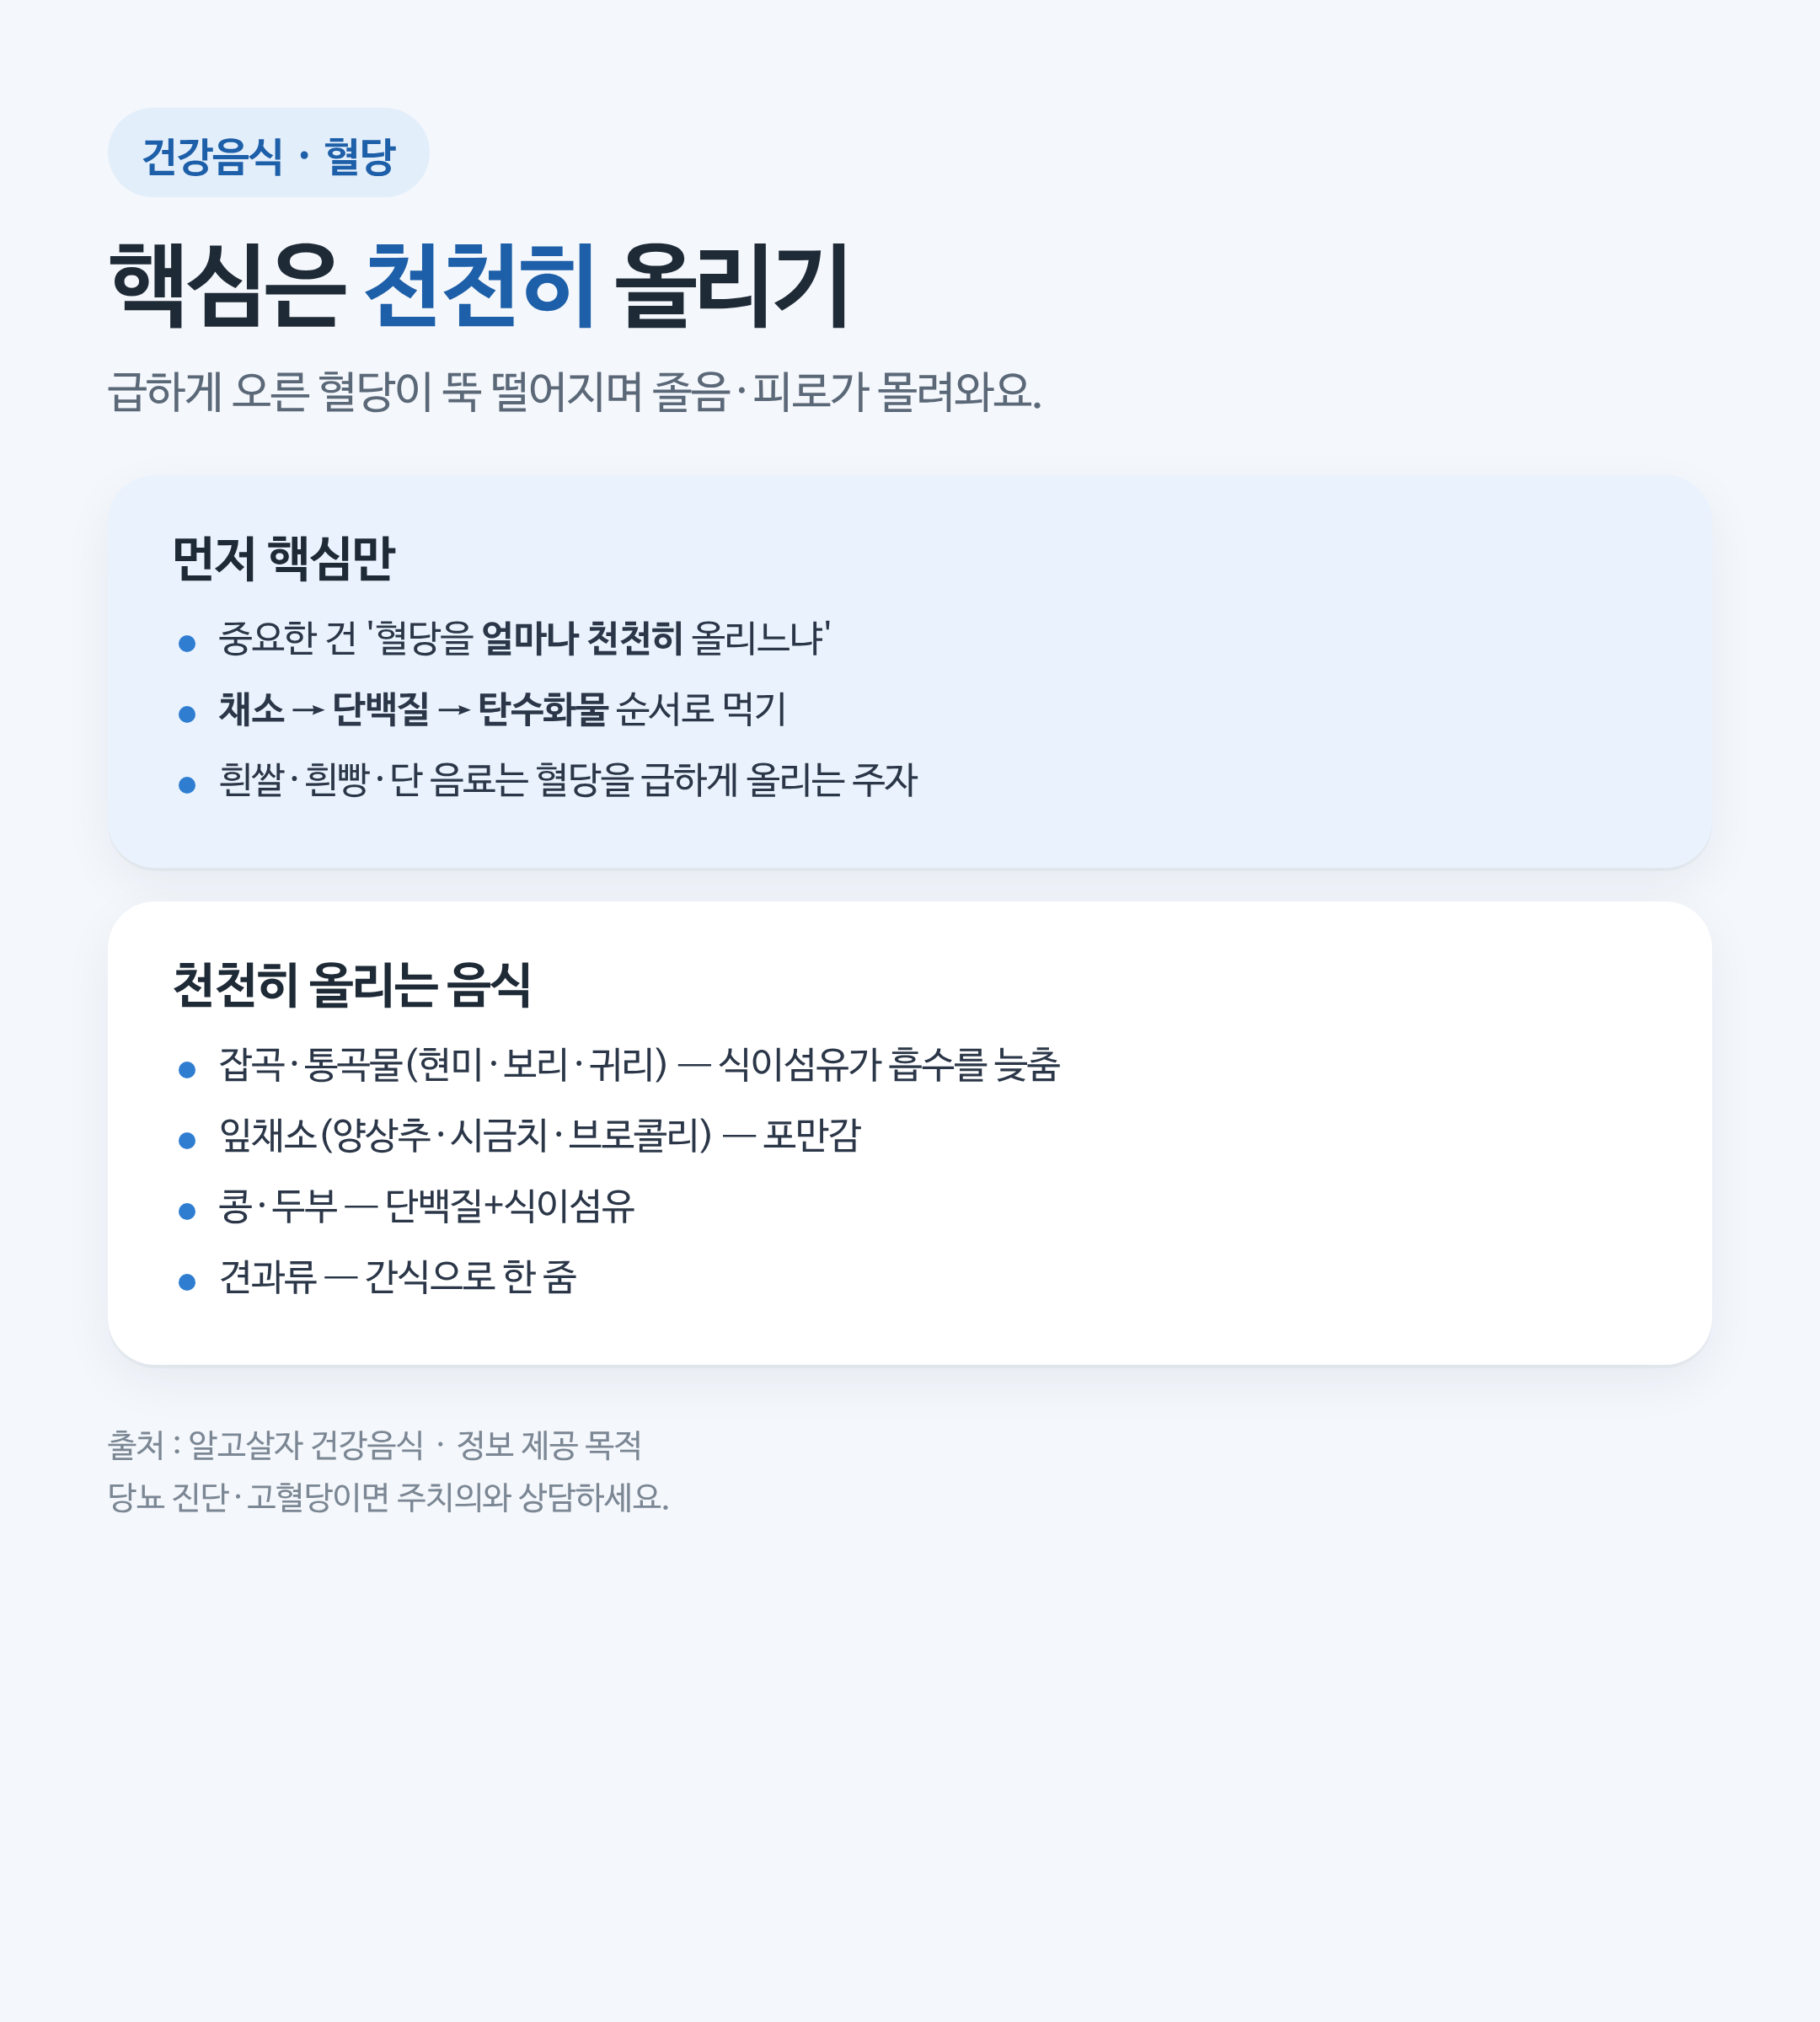 건강음식 · 혈당
핵심은 천천히 올리기
급하게 오른 혈당이 뚝 떨어지며 졸음·피로가 몰려와요.
먼저 핵심만
중요한 건 '혈당을 얼마나 천천히 올리느냐'
채소 → 단백질 → 탄수화물 순서로 먹기
흰쌀·흰빵·단 음료는 혈당을 급하게 올리는 주자
천천히 올리는 음식
잡곡·통곡물(현미·보리·귀리) — 식이섬유가 흡수를 늦춤
잎채소(양상추·시금치·브로콜리) — 포만감
콩·두부 — 단백질+식이섬유
견과류 — 간식으로 한 줌
출처 : 알고살자 건강음식 · 정보 제공 목적
당뇨 진단·고혈당이면 주치의와 상담하세요.